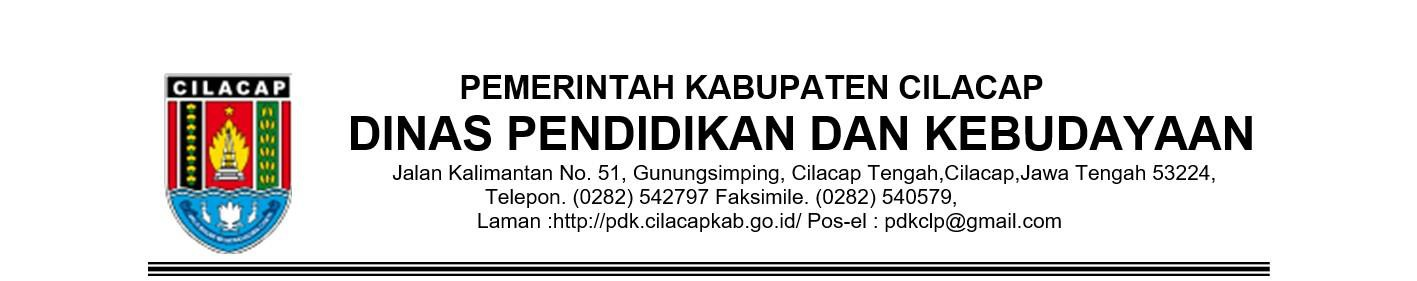 CILACAP
PEMERINTAH KABUPATEN CILACAP
DINAS PENDIDIKAN DAN KEBUDAYAAN
Jalan Kalimantan No. 51, Gunungsimping, Cilacap Tengah,Cilacap,Jawa Tengah 53224,
Telepon. (0282) 542797 Faksimile. (0282) 540579,
Laman :http://pdk.cilacapkab.go.id/ Pos-el : pdkclp@gmail.com